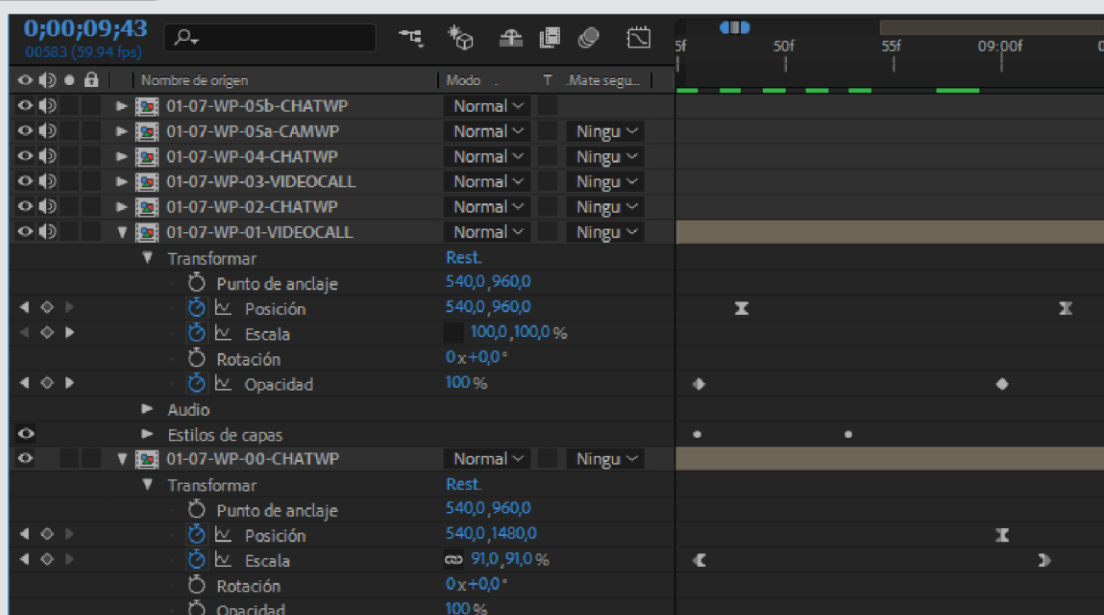 0;00;09;43
00583 (59.94 fps)
5f 50f 55f 09:00f
Nombre de origen Modo T .Mate segu...
01-07-WP-05b-CHATWP Normal
01-07-WP-05a-CAMWP Normal Ningu
01-07-WP-04-CHATWP Normal Ningu
01-07-WP-03-VIDEOCALL Normal Ningu
01-07-WP-02-CHATWP Normal Ningu
01-07-WP-01-VIDEOCALL Normal Ningu
Transformar Rest.
Punto de anclaje 540,0,960,0
Posición 540,0,960,0
Escala 100,0,100,0 %
Rotación 0x+0,0°
Opacidad 100 %
Audio
Estilos de capas
01-07-WP-00-CHATWP Normal Ningu
Transformar Rest.
Punto de anclaje 540,0,960,0
Posición 540,0,1480,0
Escala 91,0,91,0 %
Rotación 0x+0,0°
Opacidad 100 %